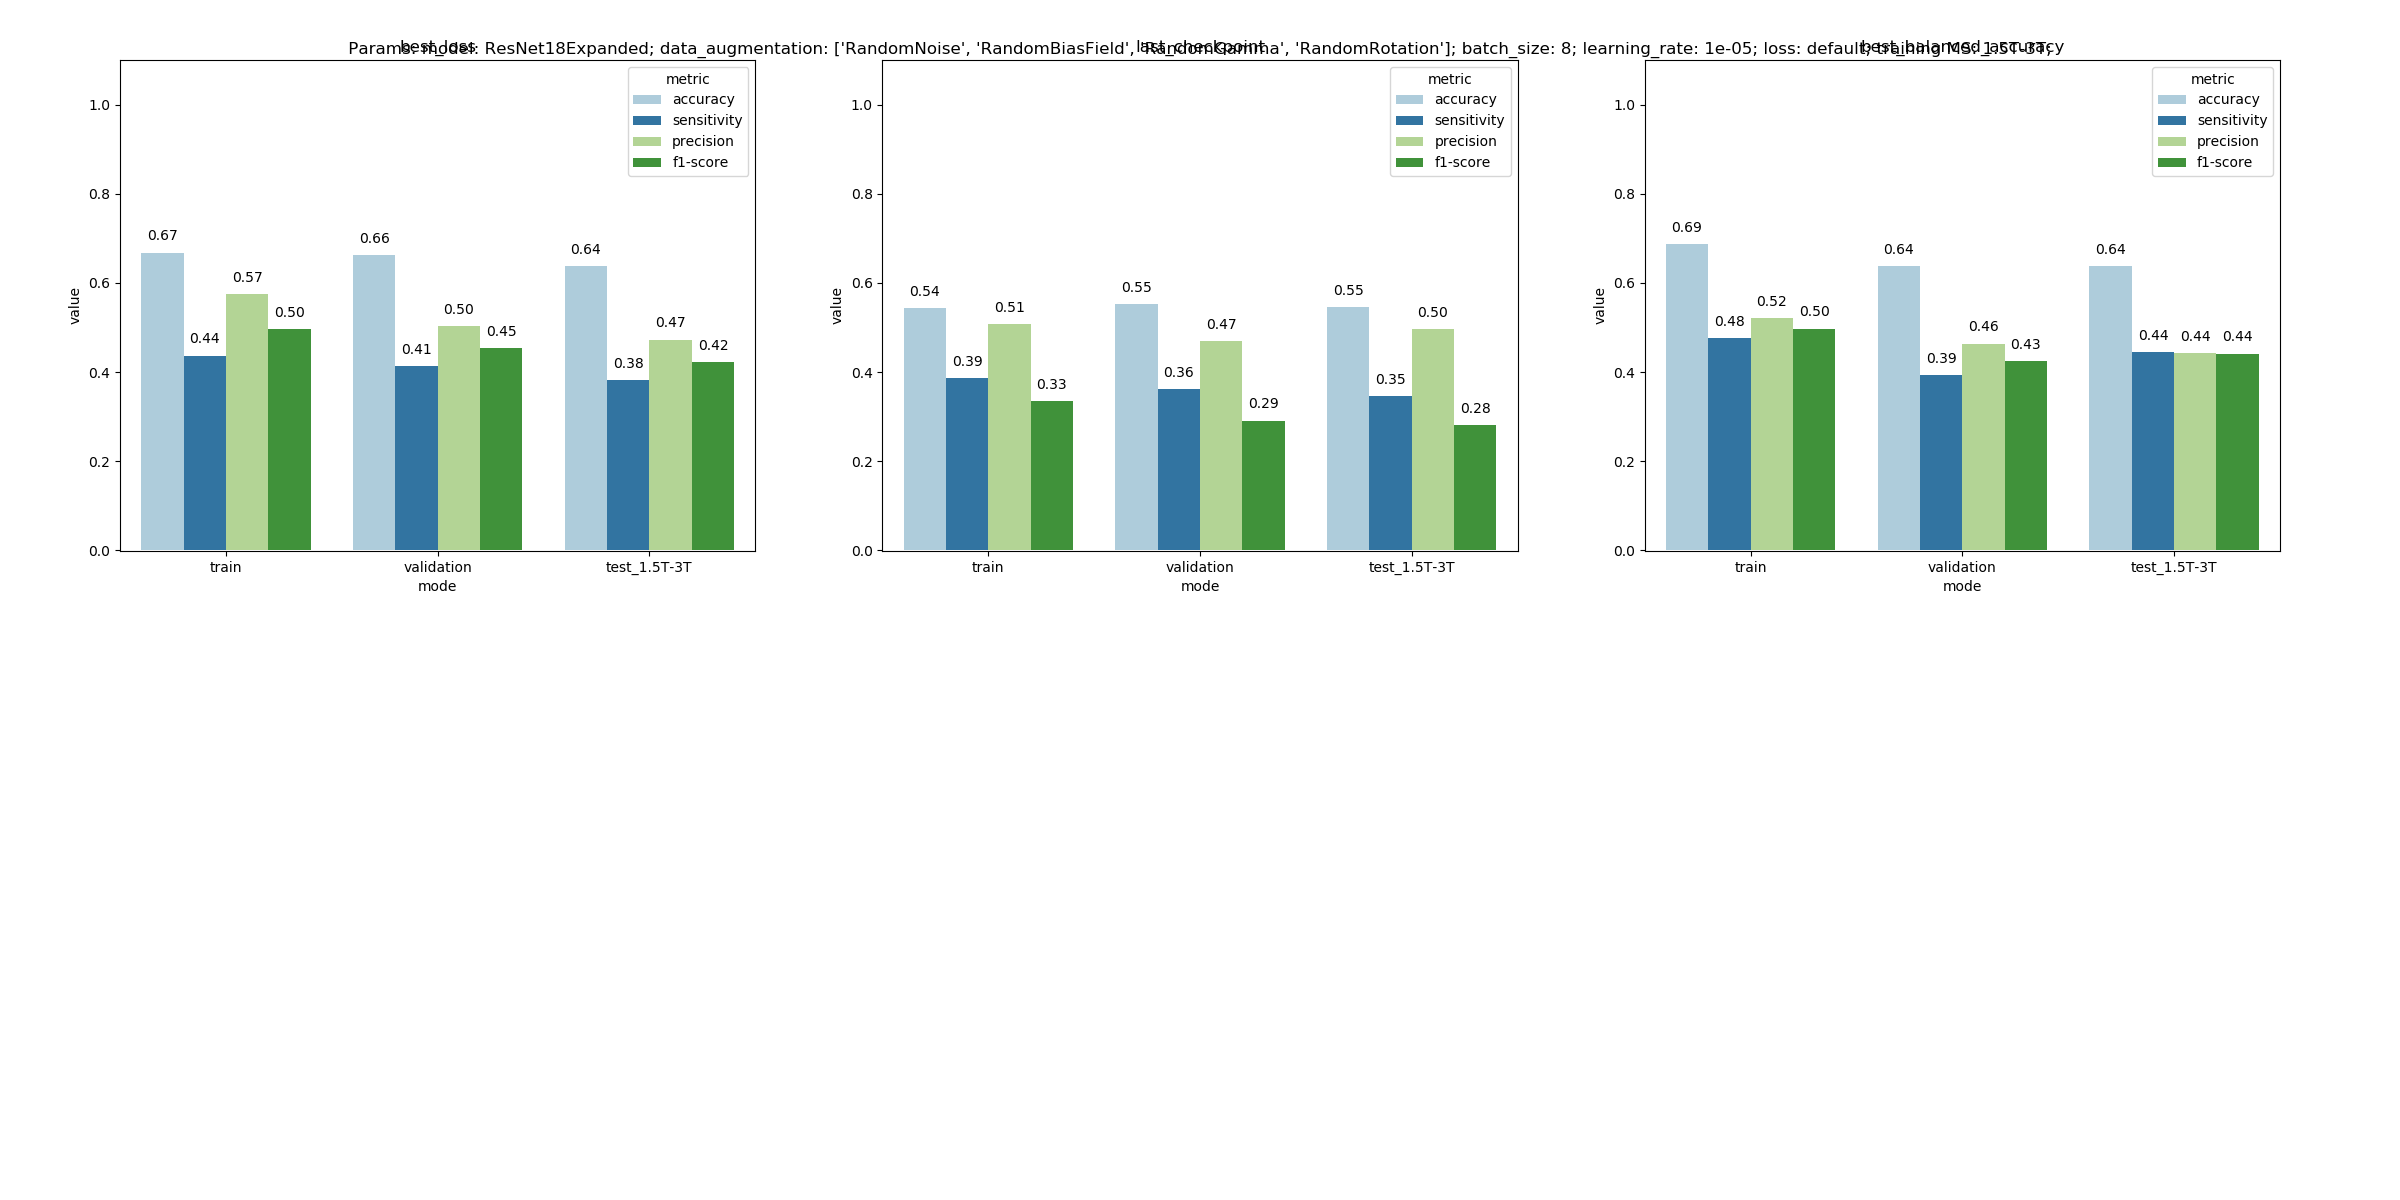 Params: model: ResNet18Expanded; data_augmentation: ['RandomNoise', 'RandomBiasField', 'RandomGamma', 'RandomRotation']; batch_size: 8; learning_rate: 1e-05; loss: default; training MS: 1.5T-3T;
best_loss
metric
accuracy
sensitivity
precision
f1-score
value
1.0
0.8
0.6
0.4
0.2
0.0
0.67
0.44
0.57
0.50
0.66
0.41
0.50
0.45
0.64
0.38
0.47
0.42
train
validation
test_1.5T-3T
mode
last_checkpoint
metric
accuracy
sensitivity
precision
f1-score
value
1.0
0.8
0.6
0.4
0.2
0.0
0.54
0.39
0.51
0.33
0.55
0.36
0.47
0.29
0.55
0.35
0.50
0.28
train
validation
test_1.5T-3T
mode
best_balanced_accuracy
metric
accuracy
sensitivity
precision
f1-score
value
1.0
0.8
0.6
0.4
0.2
0.0
0.69
0.48
0.52
0.50
0.64
0.39
0.46
0.43
0.64
0.44
0.44
0.44
train
validation
test_1.5T-3T
mode